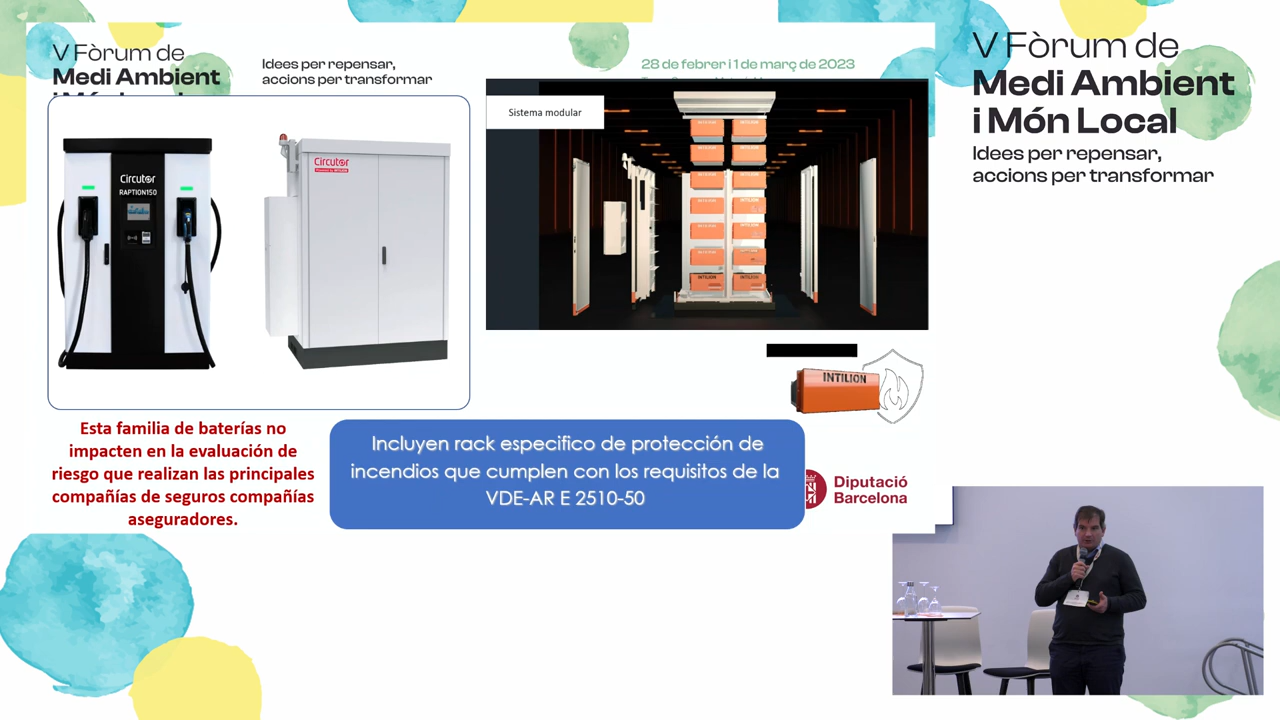 V Fòrum de
Medi Ambient
Idees per repensar,
accions per transformar
28 de febrer i 1 de març de 2023
Circutor
RAPTION150
Circutor
Sistema modular
INTILION
INTILION
Esta familia de baterías no
impacten en la evaluación de
riesgo que realizan las principales
compañías de seguros compañías
aseguradores.
Incluyen rack especifico de protección de
incendios que cumplen con los requisitos de la
VDE-AR E 2510-50
Diputació
Barcelona
V Fòrum de
Medi Ambient
i Món Local
Idees per repensar,
accions per transformar